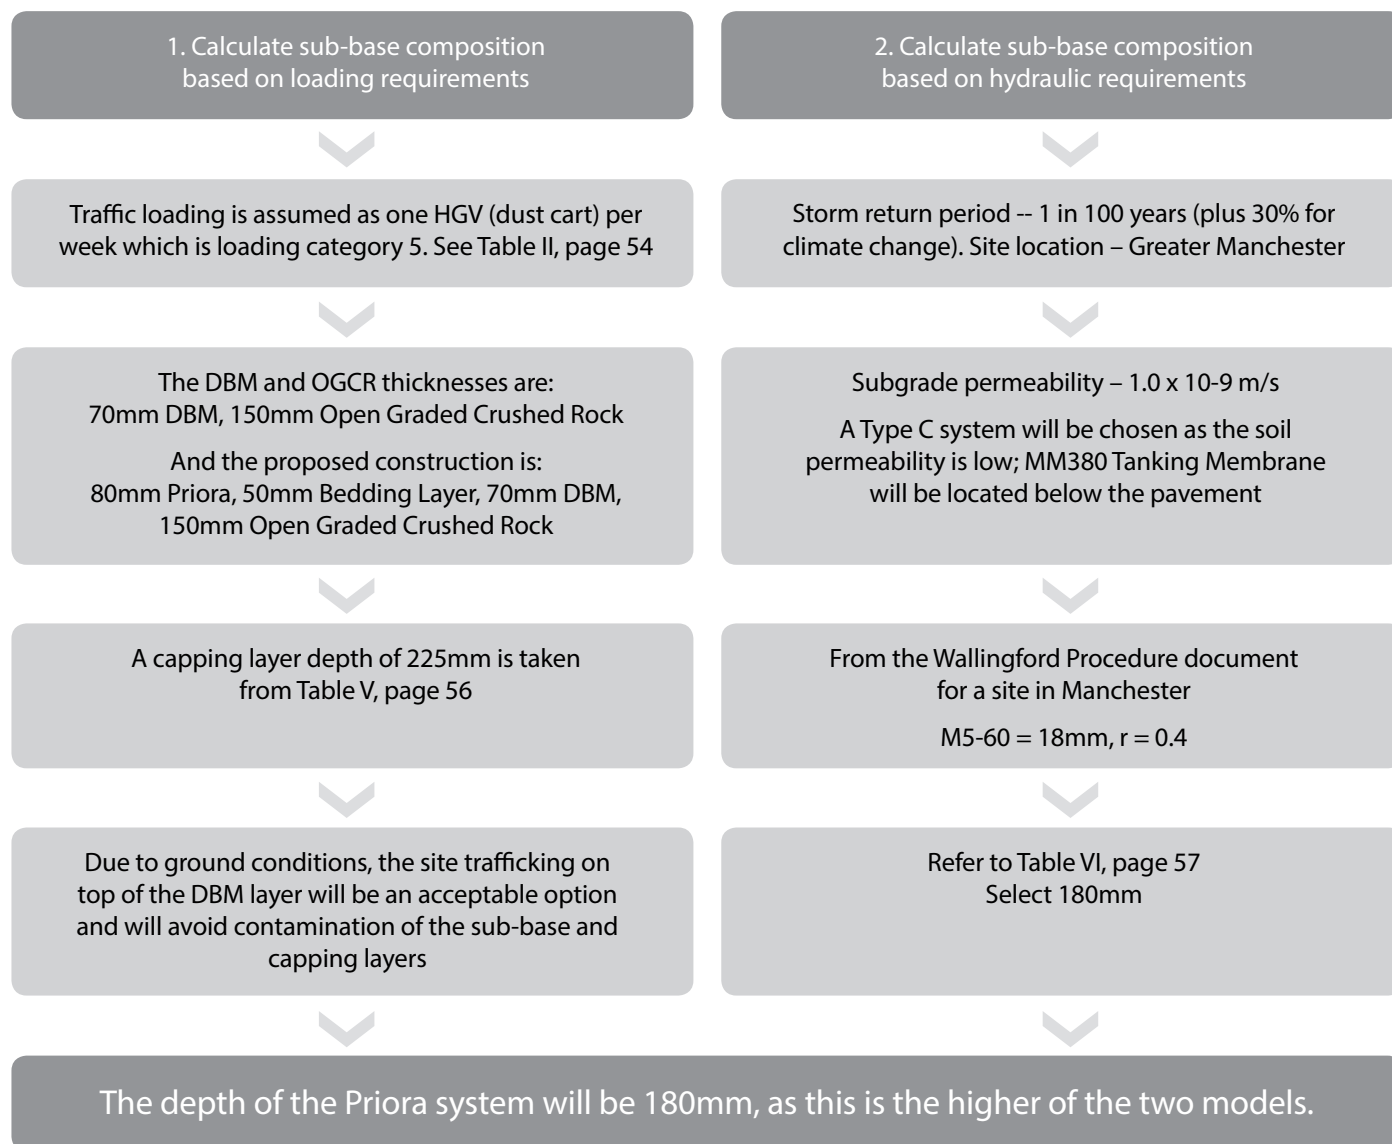 1. Calculate sub-base composition
based on loading requirements
Traffic loading is assumed as one HGV (dust cart) per
week which is loading category 5. See Table II, page 54
The DBM and OGCR thicknesses are:
70mm DBM, 150mm Open Graded Crushed Rock
And the proposed construction is:
80mm Priora, 50mm Bedding Layer, 70mm DBM,
150mm Open Graded Crushed Rock
A capping layer depth of 225mm is taken
from Table V, page 56
Due to ground conditions, the site trafficking on
top of the DBM layer will be an acceptable option
and will avoid contamination of the sub-base and
capping layers
2. Calculate sub-base composition
based on hydraulic requirements
Storm return period -- 1 in 100 years (plus 30% for
climate change). Site location – Greater Manchester
Subgrade permeability – 1.0 x 10-9 m/s
A Type C system will be chosen as the soil
permeability is low; MM380 Tanking Membrane
will be located below the pavement
From the Wallingford Procedure document
for a site in Manchester
M5-60 = 18mm, r = 0.4
Refer to Table VI, page 57
Select 180mm
The depth of the Priora system will be 180mm, as this is the higher of the two models.